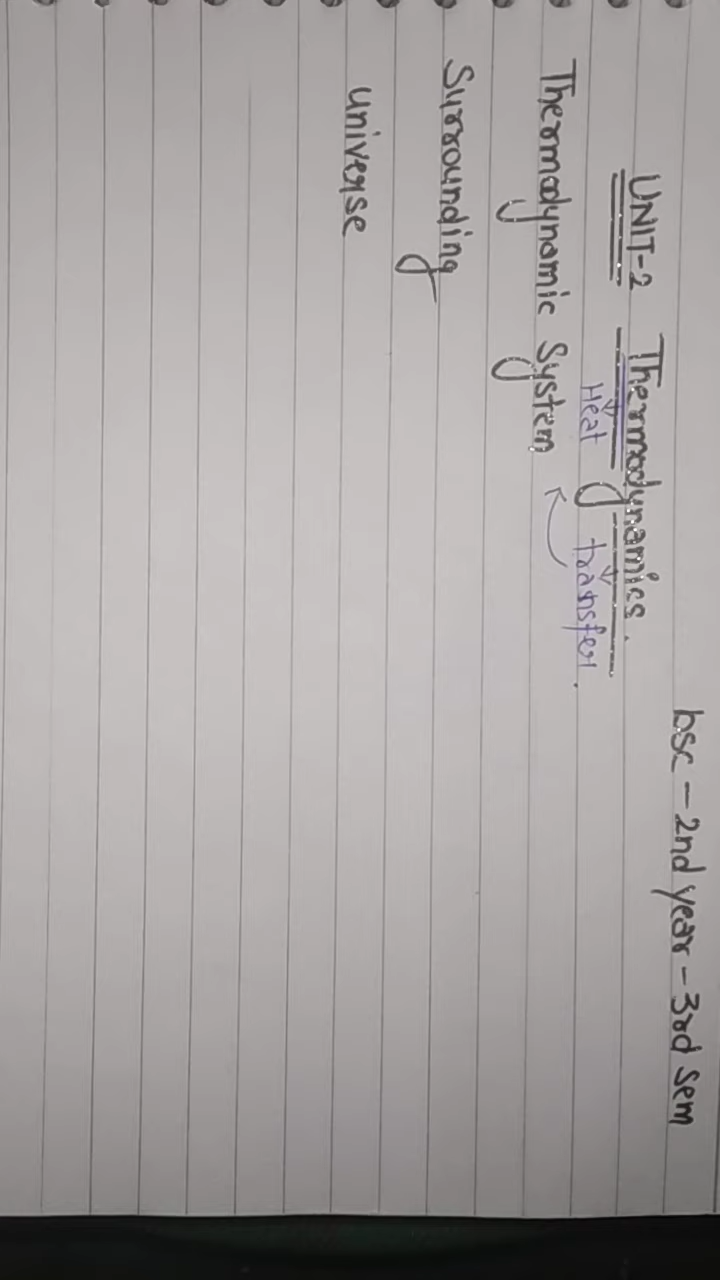 bsc - 2nd year - 3rd sem
UNIT-2 Thermodynamics.
Heat transfer.
Thermodynamic System
Surrounding
universe